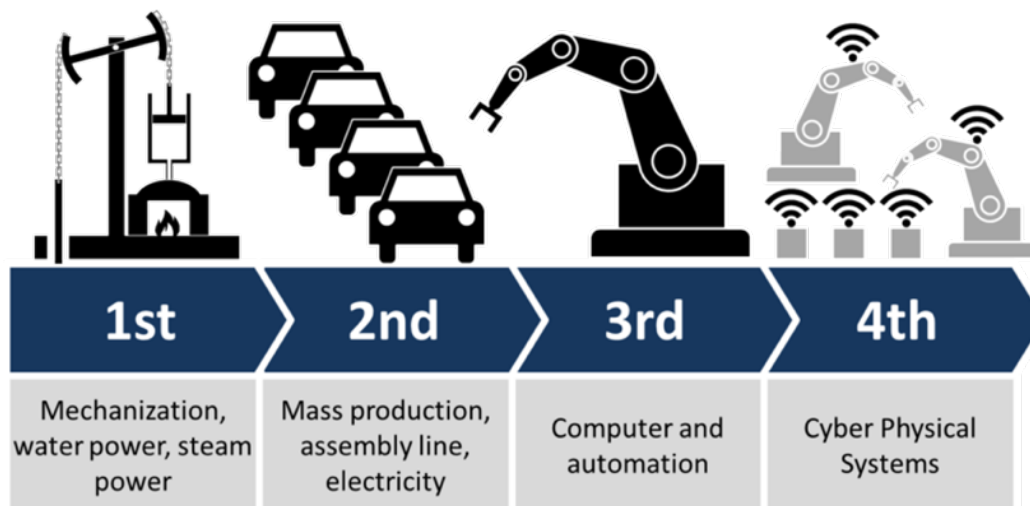 1st
2nd
3rd
4th
Mechanization,
water power, steam
power
Mass production,
assembly line,
electricity
Computer and
automation
Cyber Physical
Systems